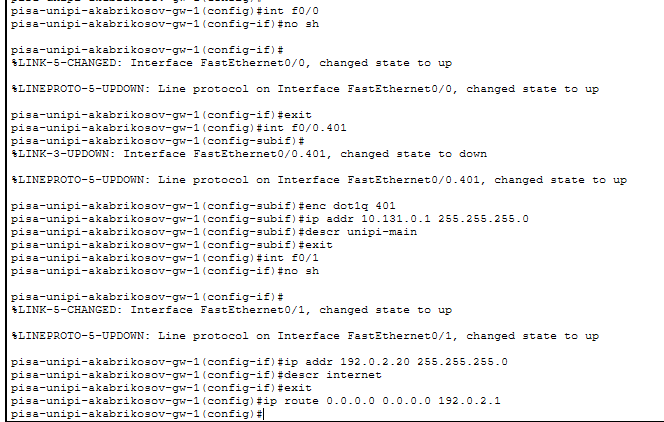 pisa-unipi-akabrikosov-gw-1(config)#int f0/0
pisa-unipi-akabrikosov-gw-1(config-if)#no sh
pisa-unipi-akabrikosov-gw-1(config-if)#
%LINK-5-CHANGED: Interface FastEthernet0/0, changed state to up
%LINEPROTO-5-UPDOWN: Line protocol on Interface FastEthernet0/0, changed state to up
pisa-unipi-akabrikosov-gw-1(config-if)#exit
pisa-unipi-akabrikosov-gw-1(config)#int f0/0.401
pisa-unipi-akabrikosov-gw-1(config-subif)#
%LINK-3-UPDOWN: Interface FastEthernet0/0.401, changed state to down
%LINEPROTO-5-UPDOWN: Line protocol on Interface FastEthernet0/0.401, changed state to up
pisa-unipi-akabrikosov-gw-1(config-subif)#enc dot1q 401
pisa-unipi-akabrikosov-gw-1(config-subif)#ip addr 10.131.0.1 255.255.255.0
pisa-unipi-akabrikosov-gw-1(config-subif)#descr unipi-main
pisa-unipi-akabrikosov-gw-1(config-subif)#exit
pisa-unipi-akabrikosov-gw-1(config)#int f0/1
pisa-unipi-akabrikosov-gw-1(config-if)#no sh
pisa-unipi-akabrikosov-gw-1(config-if)#
%LINK-5-CHANGED: Interface FastEthernet0/1, changed state to up
%LINEPROTO-5-UPDOWN: Line protocol on Interface FastEthernet0/1, changed state to up
pisa-unipi-akabrikosov-gw-1(config-if)#ip addr 192.0.2.20 255.255.255.0
pisa-unipi-akabrikosov-gw-1(config-if)#descr internet
pisa-unipi-akabrikosov-gw-1(config-if)#exit
pisa-unipi-akabrikosov-gw-1(config)#ip route 0.0.0.0 0.0.0.0 192.0.2.1
pisa-unipi-akabrikosov-gw-1(config)#